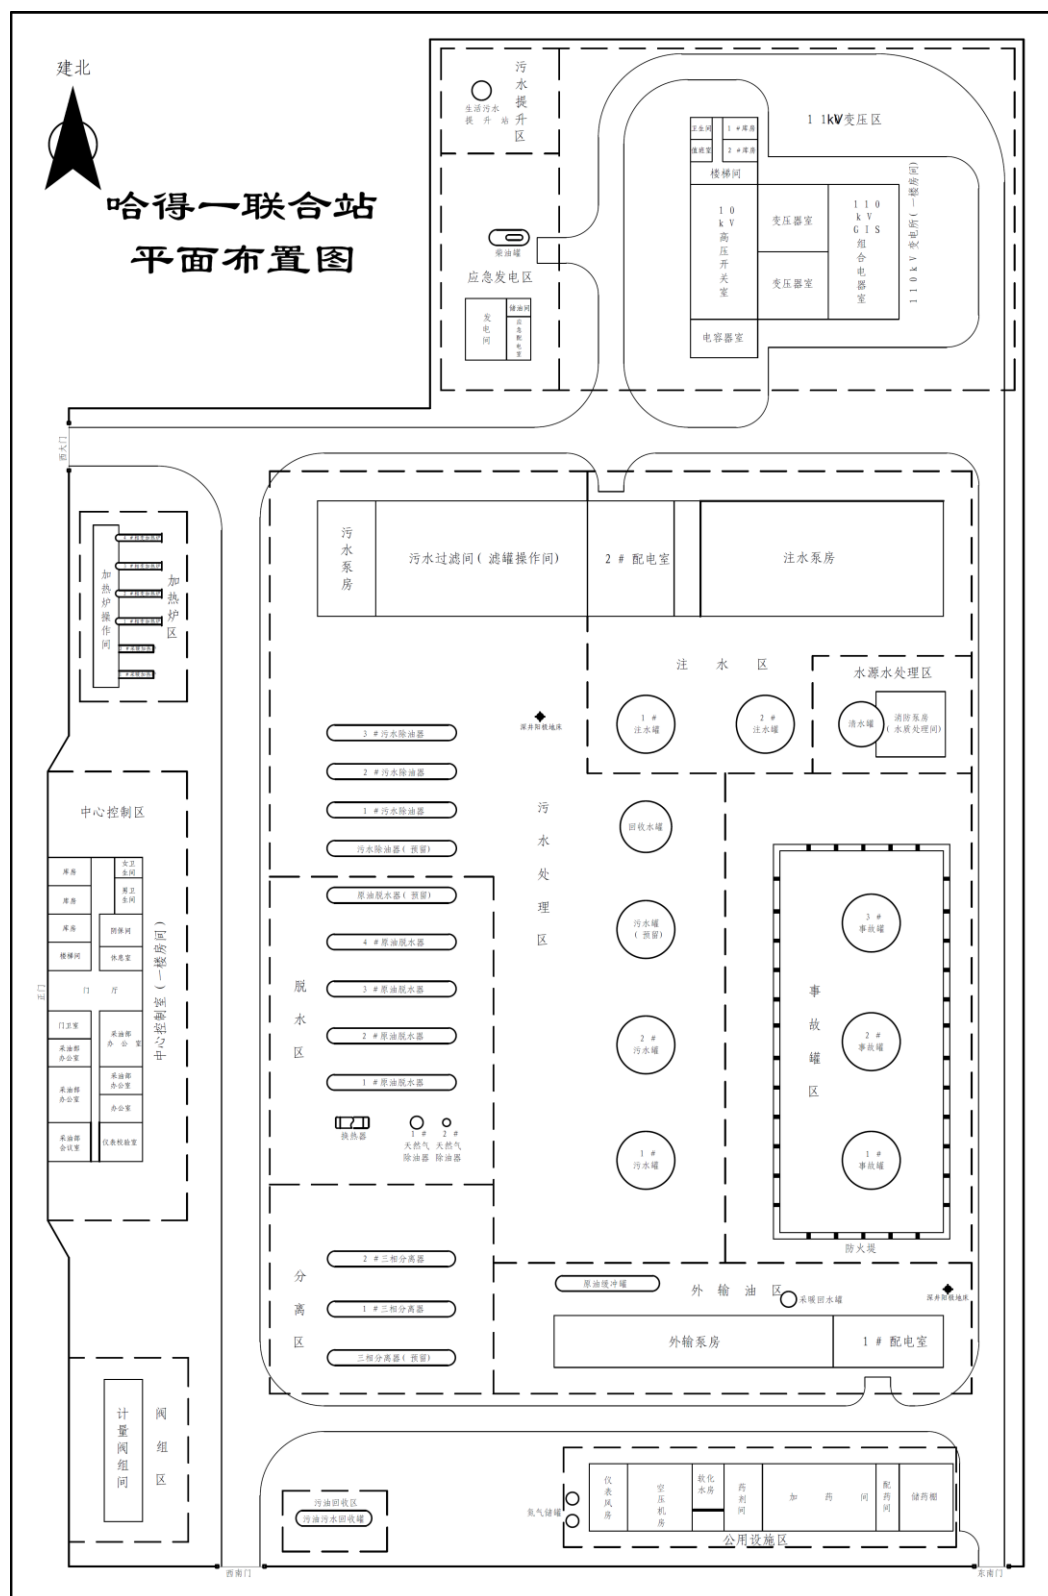 建北
哈得一联合站
平面布置图
污水提升区
生活污水
提升站
柴油罐
应急发电区
发电间
储油间
应急配电室
1 1kV变压区
卫生间
1#库房
值班室
2#库房
楼梯间
10kV高压开关室
变压器室
变压器室
110kV GIS组合电器室
110kV变电所(一楼房间)
电容器室
西大门
加热炉操作间
加热炉区
污水泵房
污水过滤间(滤罐操作间)
2#配电室
注水泵房
注水区
水源水处理区
1#
注水罐
2#
注水罐
清水罐
消防泵房
(水质处理间)
深井阳极地床
3#污水除油器
2#污水除油器
1#污水除油器
污水除油器(预留)
污水处理区
回收水罐
污水罐
(预留)
2#
污水罐
1#
污水罐
中心控制区
库房
库房
库房
楼梯间
女卫生间
男卫生间
阴保间
休息室
门厅
正门
门卫室
采油部
办公室
采油部
办公室
采油部
办公室
采油部
办公室
办公室
采油部
会议室
仪表校验室
中心控制室(一楼房间)
原油脱水器(预留)
4#原油脱水器
3#原油脱水器
2#原油脱水器
1#原油脱水器
脱水区
换热器
1#
天然气
除油器
2#
天然气
除油器
事故罐区
3#
事故罐
2#
事故罐
1#
事故罐
防火堤
分离区
2#三相分离器
1#三相分离器
三相分离器(预留)
原油缓冲罐
外输油区
采暖回水罐
深井阳极地床
外输泵房
1#配电室
计量阀组间
阀组区
污油回收区
污油污水回收罐
氮气储罐
仪表风房
空压机房
软化水房
药剂间
加药间
配药间
储药棚
公用设施区
西南门
东南门